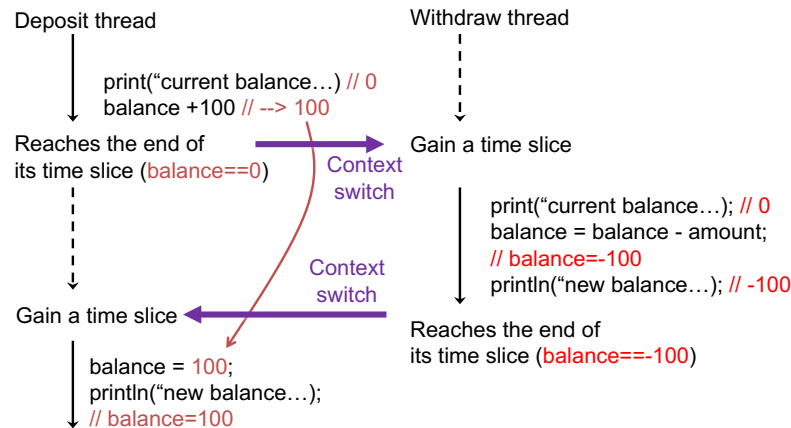 Deposit thread
print(“current balance…) // 0
balance +100 // --> 100
Reaches the end of
its time slice (balance==0)
Context
switch
Withdraw thread
Gain a time slice
print(“current balance…); // 0
balance = balance - amount;
// balance=-100
println(“new balance…); // -100
Reaches the end of
its time slice (balance==-100)
Context
switch
Gain a time slice
balance = 100;
println(“new balance…);
// balance=100